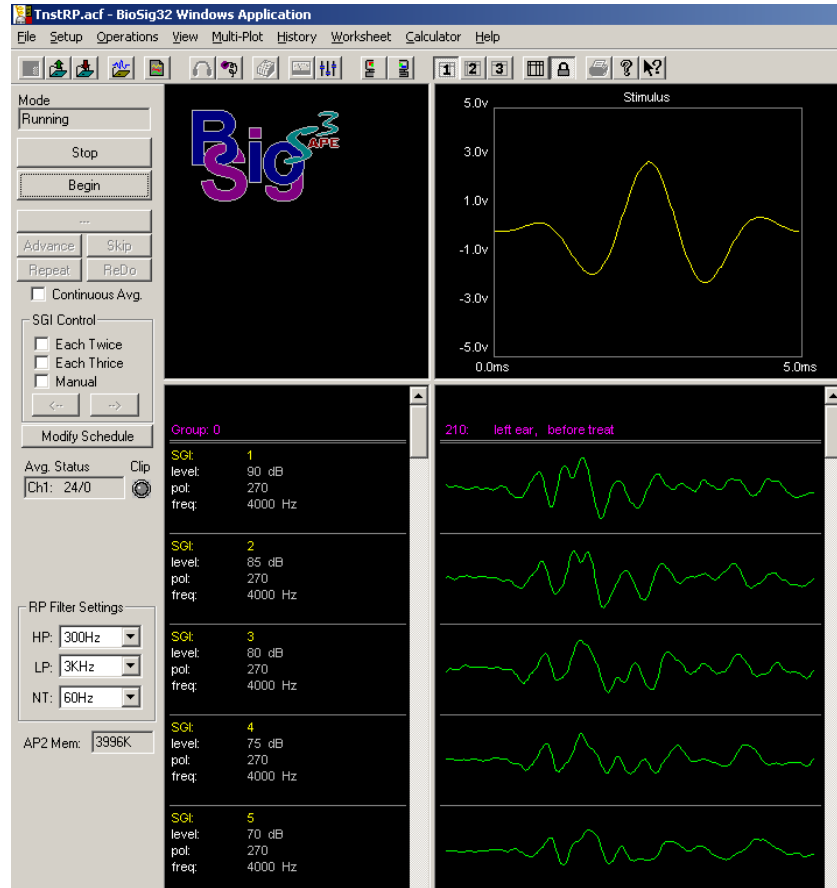 TnstRP.acf - BioSig32 Windows Application
File Setup Operations View Multi-Plot History Worksheet Calculator Help
1 2 3
Mode
Running
Stop
Begin
...
Advance Skip
Repeat ReDo
Continuous Avg.
SGI Control
Each Twice
Each Thrice
Manual
<-- -->
Modify Schedule
Avg. Status Clip
Ch1: 24/0
RP Filter Settings
HP: 300Hz
LP: 3KHz
NT: 60Hz
AP2 Mem: 3996K
BioSig
S3
APE
Stimulus
5.0v
3.0v
1.0v
-1.0v
-3.0v
-5.0v
0.0ms 5.0ms
Group: 0
SGI: 1
level: 90 dB
pol: 270
freq: 4000 Hz
SGI: 2
level: 85 dB
pol: 270
freq: 4000 Hz
SGI: 3
level: 80 dB
pol: 270
freq: 4000 Hz
SGI: 4
level: 75 dB
pol: 270
freq: 4000 Hz
SGI: 5
level: 70 dB
pol: 270
freq: 4000 Hz
210: left ear, before treat